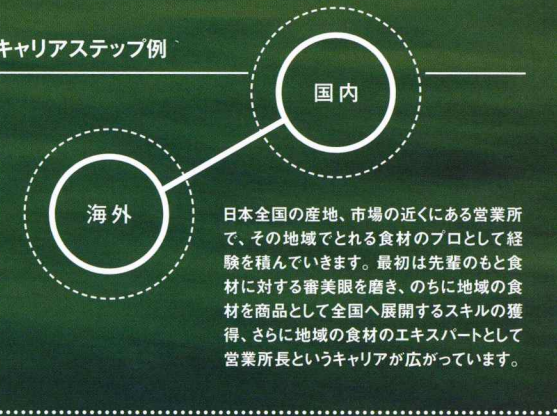 キャリアステップ例
国内
海外
日本全国の産地、市場の近くにある営業所
で、その地域でとれる食材のプロとして経
験を積んでいきます。最初は先輩のもと食
材に対する審美眼を磨き、のちに地域の食
材を商品として全国へ展開するスキルの獲
得、さらに地域の食材のエキスパートとして
営業所長というキャリアが広がっています。